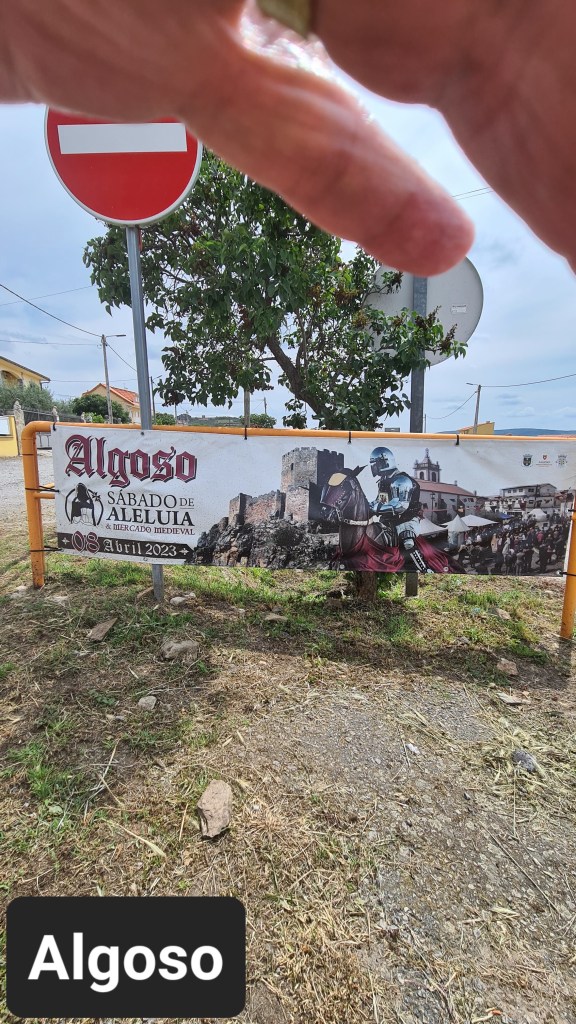 Algoso
SÁBADO DE
ALELUIA
& MERCADO MEDIEVAL
08 Abril 2023
Algoso